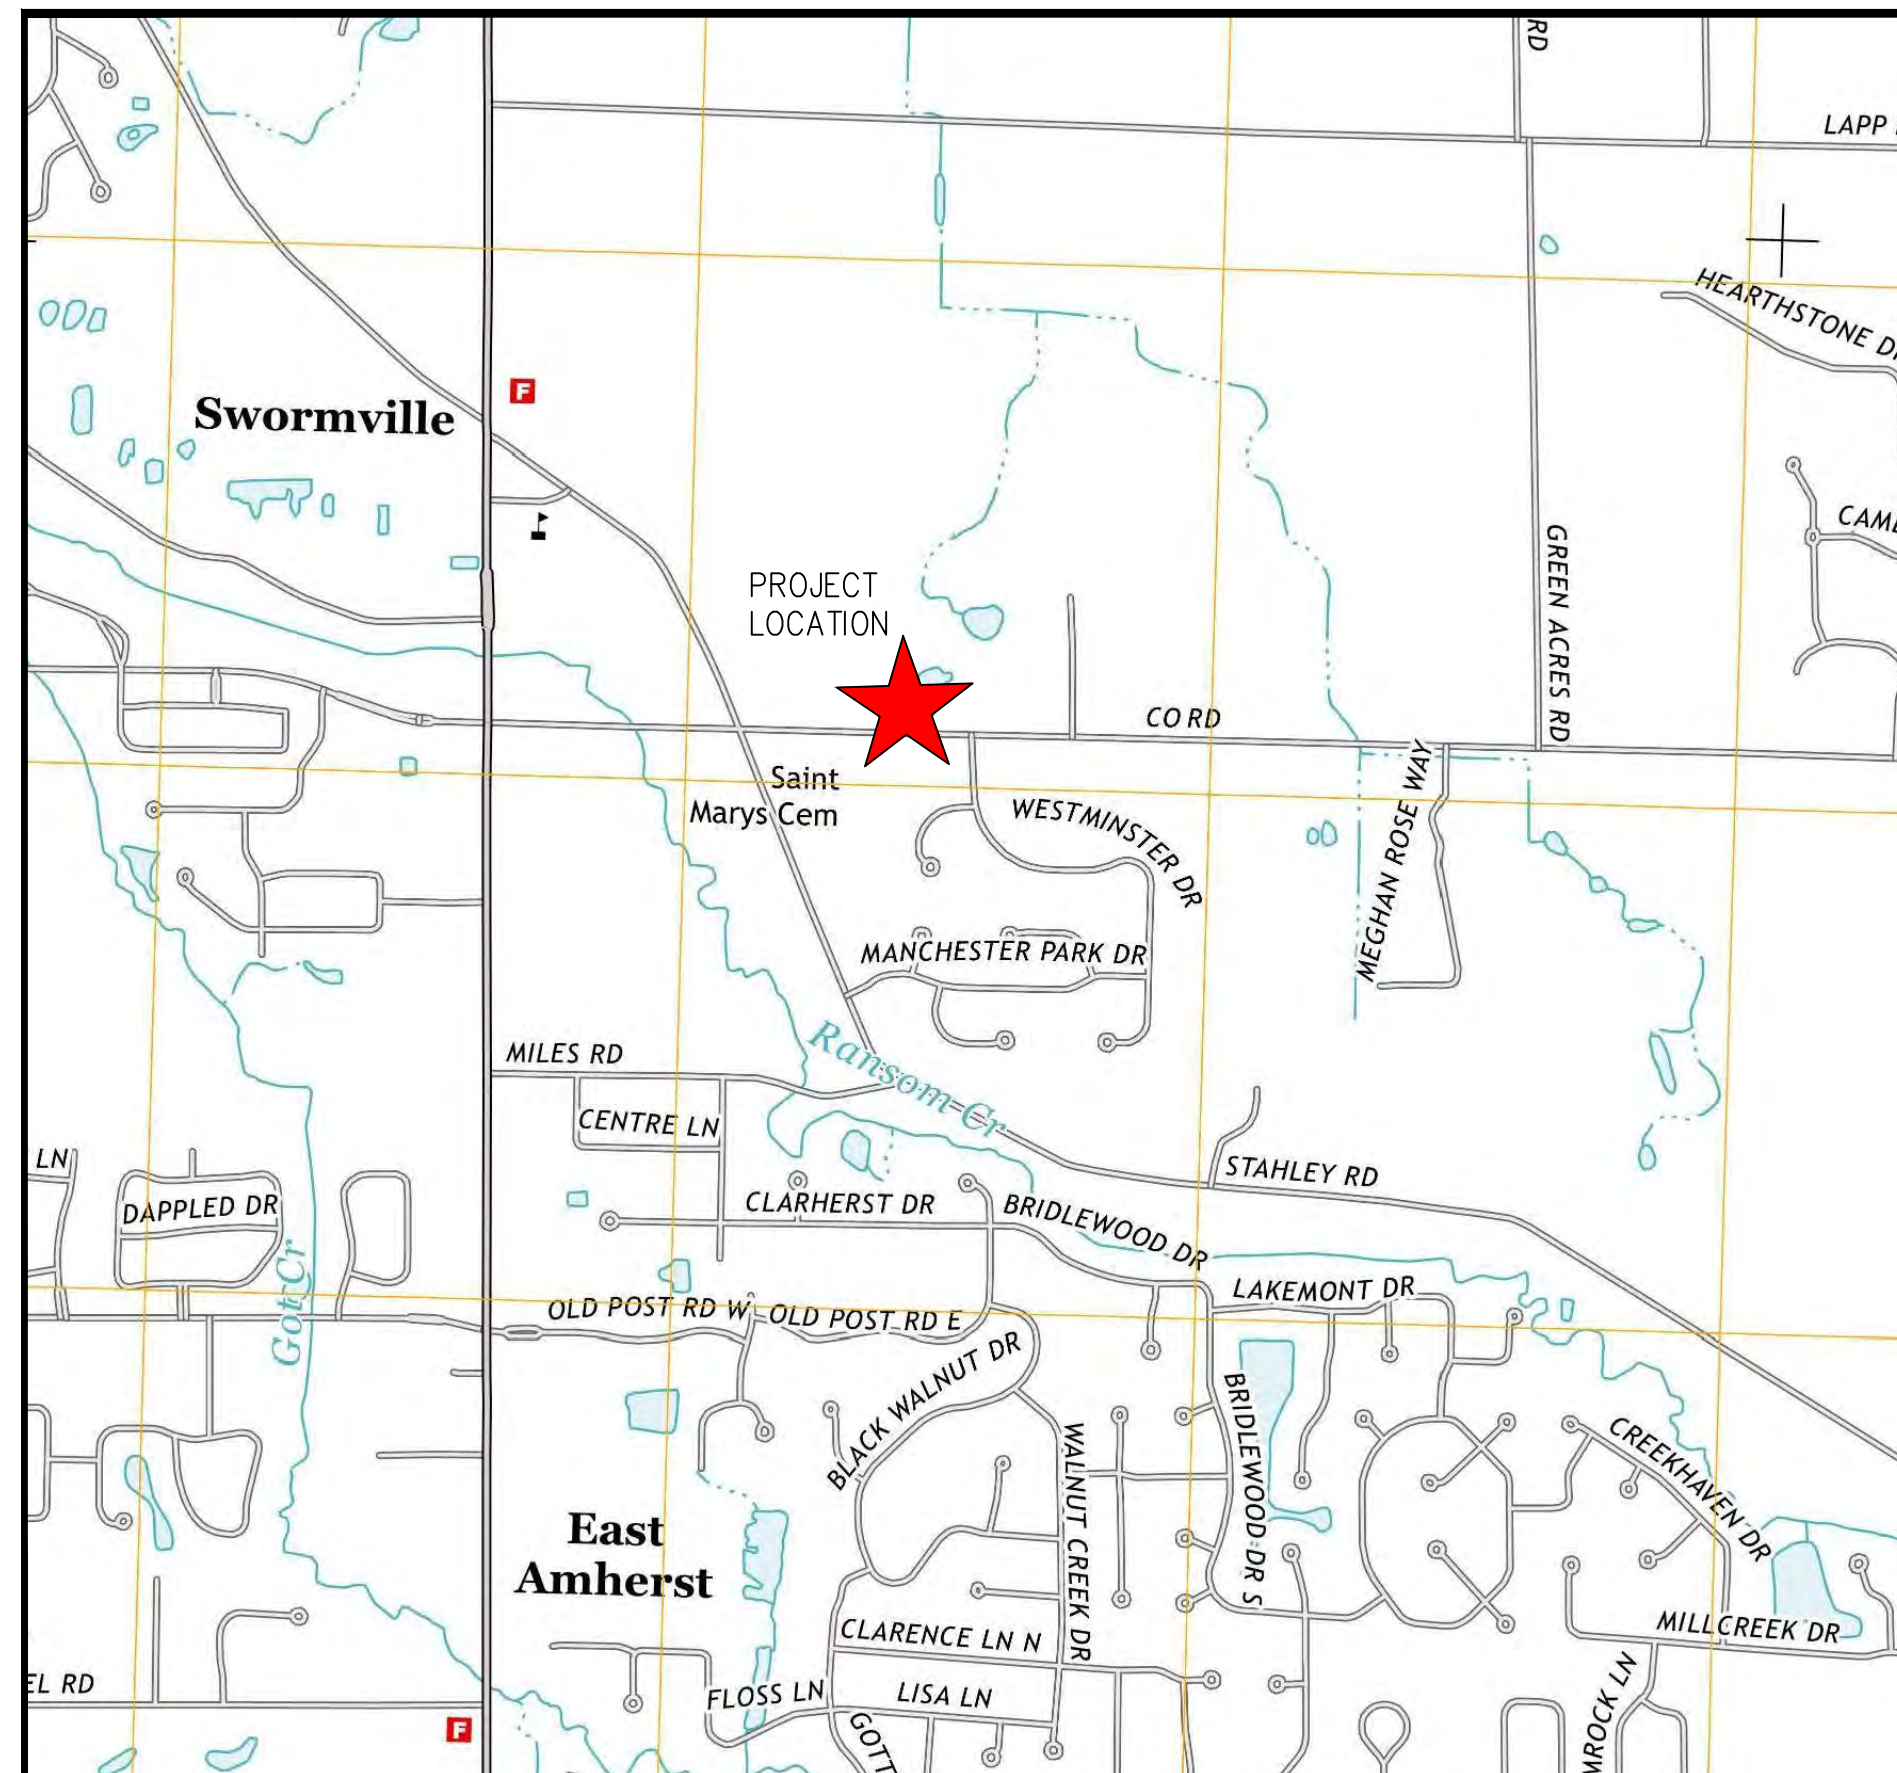 RD
LAPP
HEARTHSTONE
F
Swormville
GREEN ACRES RD
PROJECT
LOCATION
CO RD
Saint
Marys Cem
WESTMINSTER DR
MEGHAN ROSE WAY
MANCHESTER PARK DR
Ransom Cr
MILES RD
CENTRE LN
LN
STAHLEY RD
DAPPLED DR
CLARHERST DR
BRIDLEWOOD DR
Got Cr
LAKEMONT DR
OLD POST RD W
OLD POST RD E
BLACK WALNUT DR
BRIDLEWOOD DR S
WALNUT CREEK DR
CREEKHAVEN DR
East
Amherst
CLARENCE LN N
MILLCREEK DR
EL RD
FLOSS LN
LISA LN
GOTT
MROCK LN
F